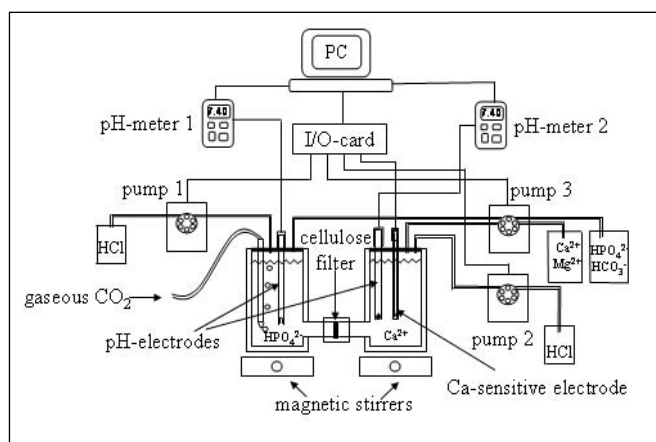 PC
7.40
7.40
pH-meter 1
pH-meter 2
I/O-card
pump 1
pump 3
HCl
cellulose
filter
Ca²⁺
Mg²⁺
HPO₄²⁻
HCO₃⁻
gaseous CO₂
pH-electrodes
HPO₄²⁻
Ca²⁺
pump 2
HCl
Ca-sensitive electrode
magnetic stirrers